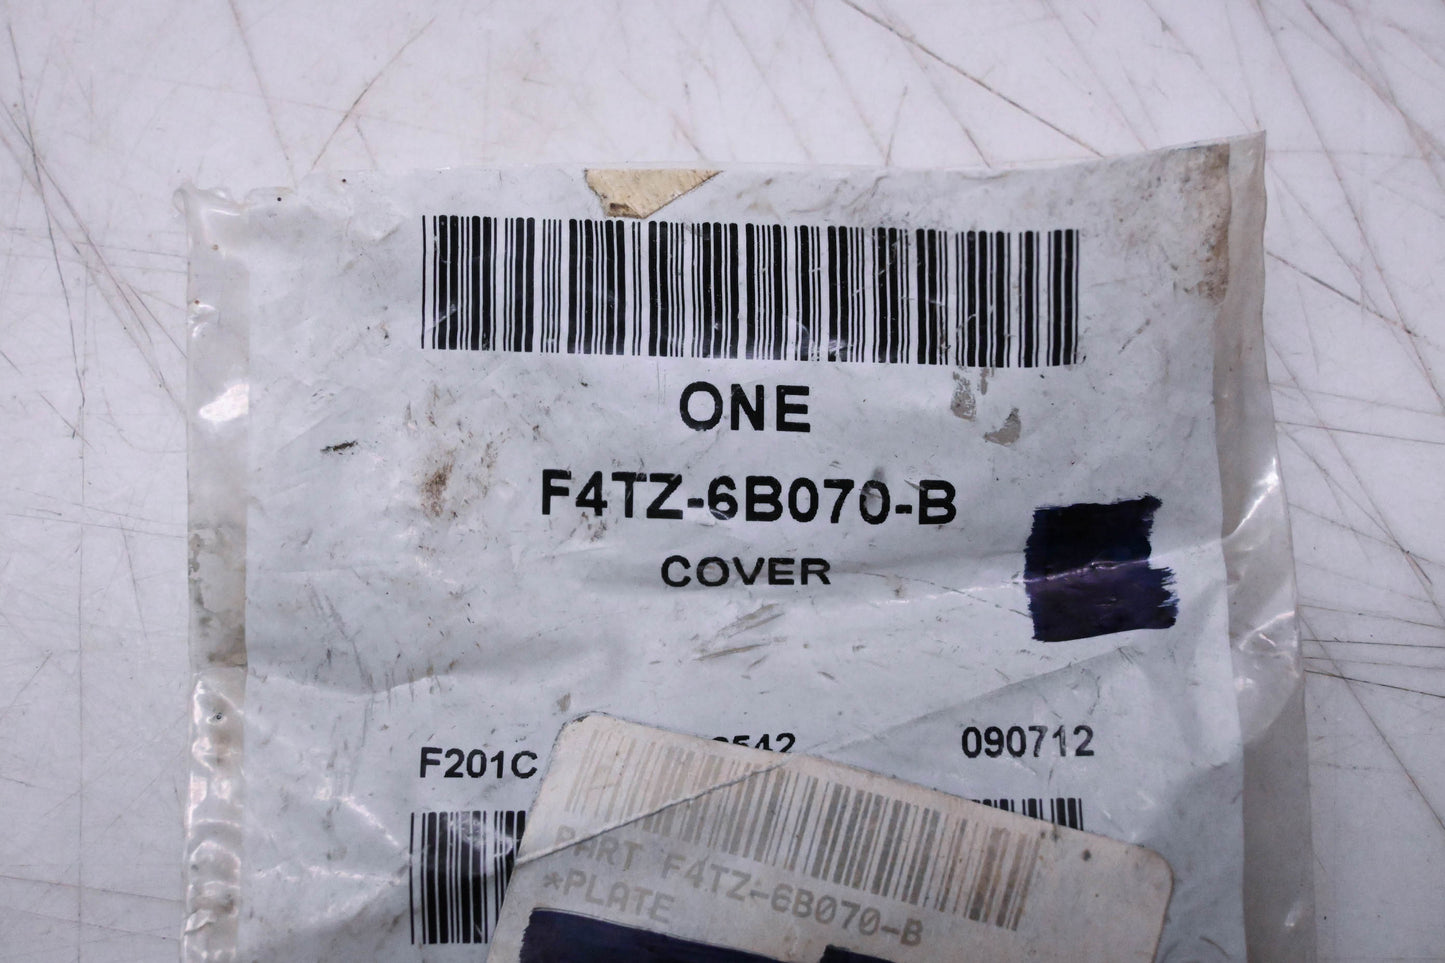 ONE
F4TZ-6B070-B
COVER
F201C 090712
PART F4TZ-6B070-B
*PLATE